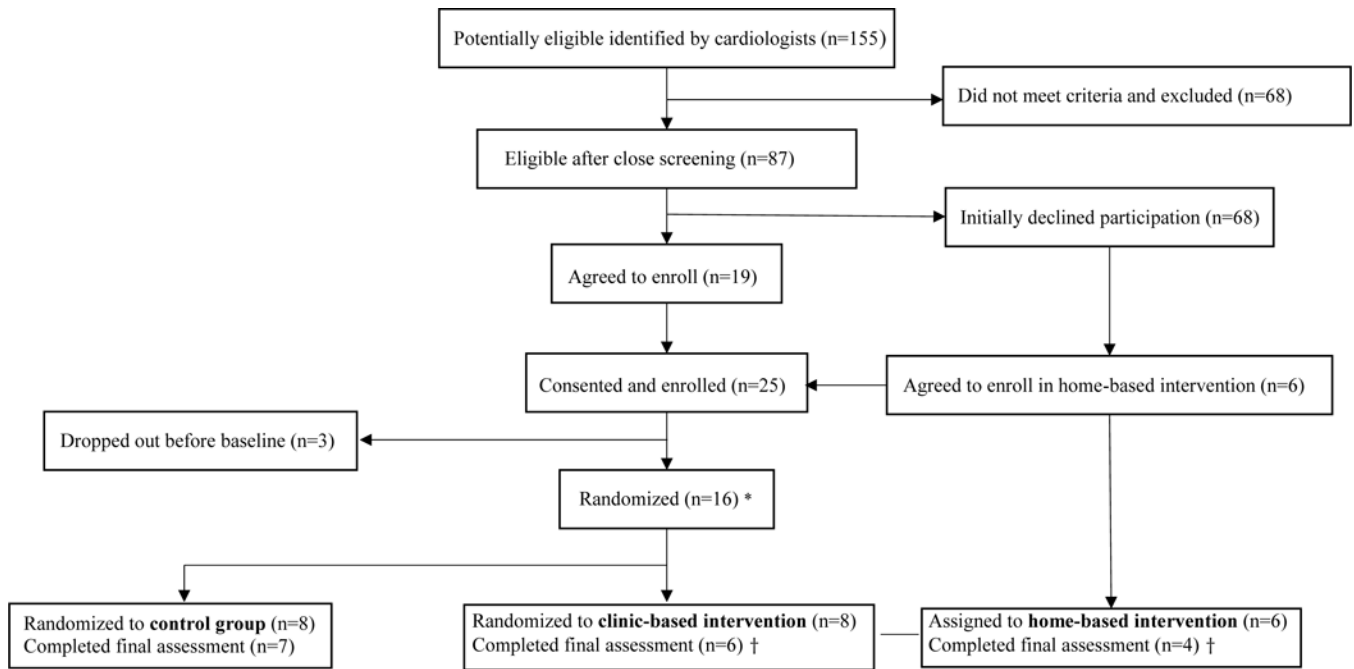 Potentially eligible identified by cardiologists (n=155)
Did not meet criteria and excluded (n=68)
Eligible after close screening (n=87)
Initially declined participation (n=68)
Agreed to enroll (n=19)
Consented and enrolled (n=25)
Agreed to enroll in home-based intervention (n=6)
Dropped out before baseline (n=3)
Randomized (n=16) *
Randomized to control group (n=8)
Completed final assessment (n=7)
Randomized to clinic-based intervention (n=8)
Completed final assessment (n=6) †
Assigned to home-based intervention (n=6)
Completed final assessment (n=4) †